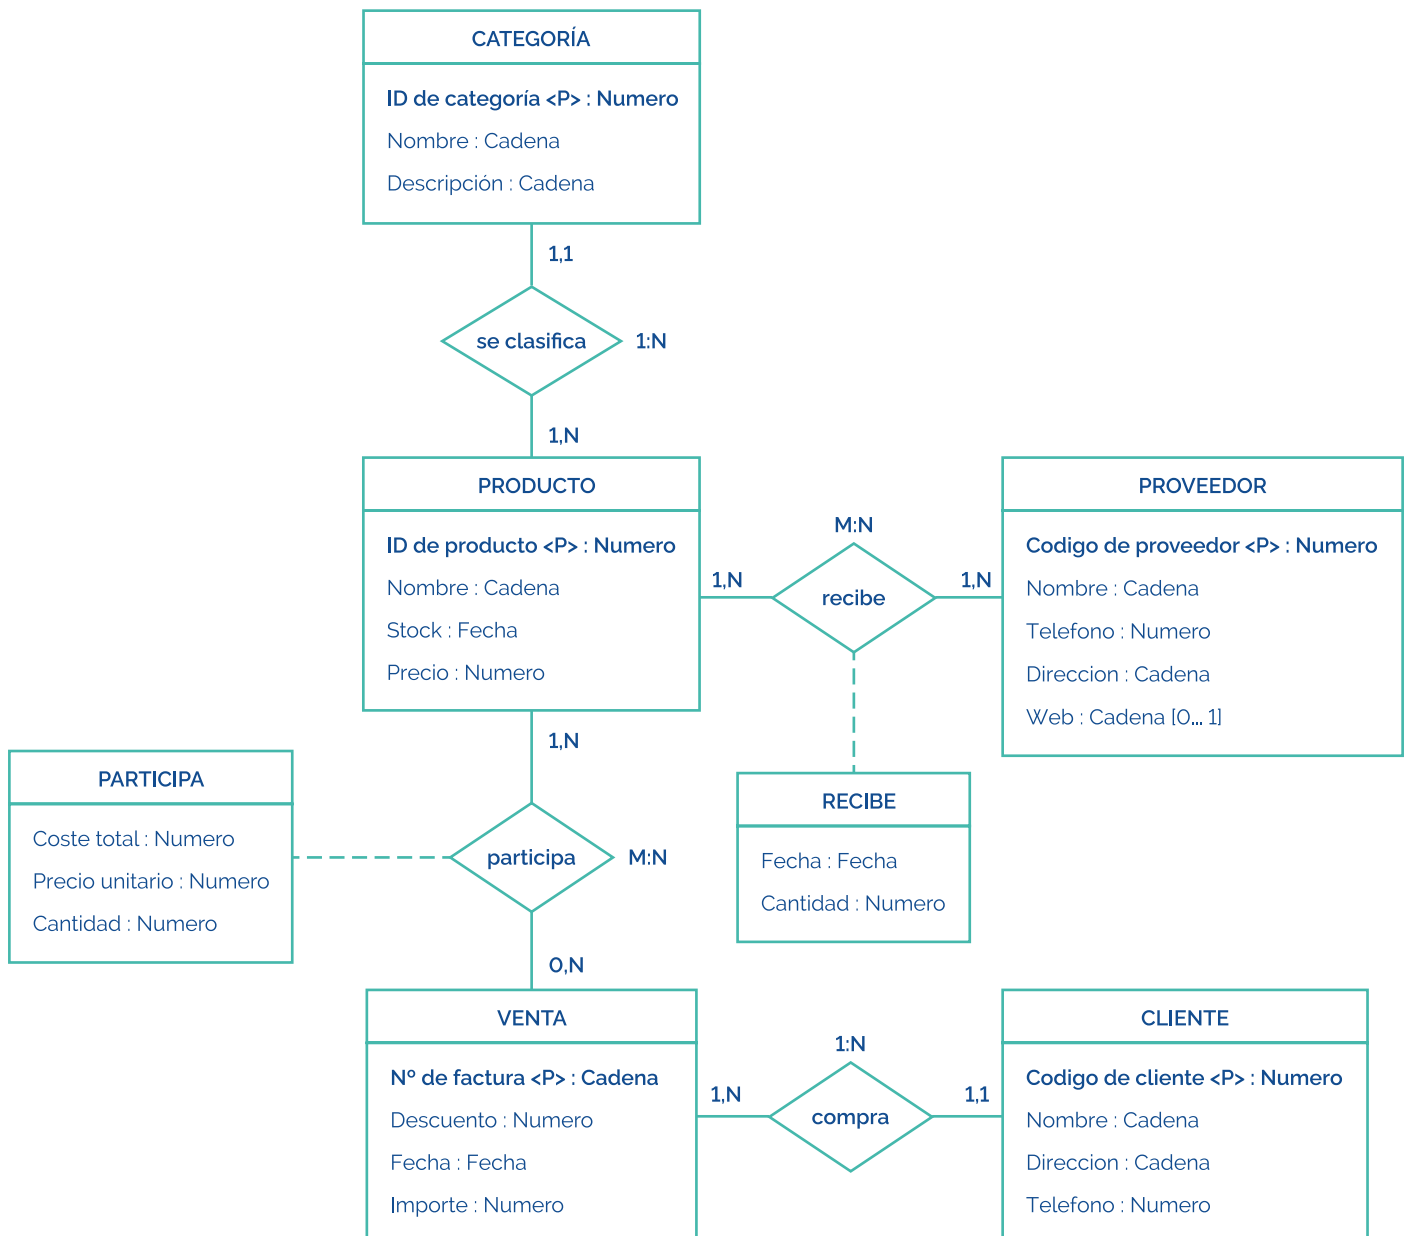 CATEGORÍA
ID de categoría <P> : Numero
Nombre : Cadena
Descripción : Cadena
1,1
se clasifica
1:N
1,N
PRODUCTO
ID de producto <P> : Numero
Nombre : Cadena
Stock : Fecha
Precio : Numero
M:N
1,N
recibe
1,N
PROVEEDOR
Codigo de proveedor <P> : Numero
Nombre : Cadena
Telefono : Numero
Direccion : Cadena
Web : Cadena [0... 1]
1,N
PARTICIPA
Coste total : Numero
Precio unitario : Numero
Cantidad : Numero
participa
M:N
RECIBE
Fecha : Fecha
Cantidad : Numero
0,N
VENTA
Nº de factura <P> : Cadena
Descuento : Numero
Fecha : Fecha
Importe : Numero
1:N
1,N
compra
1,1
CLIENTE
Codigo de cliente <P> : Numero
Nombre : Cadena
Direccion : Cadena
Telefono : Numero